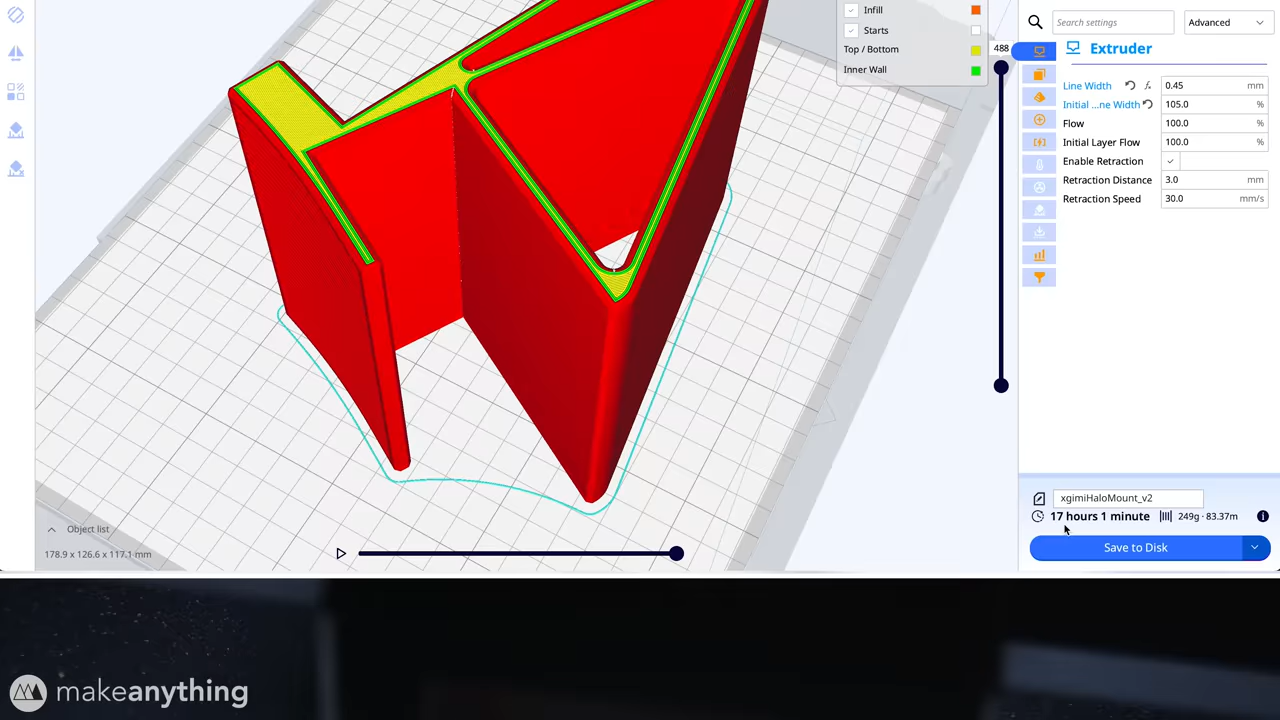 Infill
Starts
Top / Bottom
Inner Wall
488
Search settings
Advanced
Extruder
Line Width
0.45
mm
Initial ...ne Width
105.0
%
Flow
100.0
%
Initial Layer Flow
100.0
%
Enable Retraction
Retraction Distance
3.0
mm
Retraction Speed
30.0
mm/s
Object list
178.9 x 126.6 x 117.1 mm
xgimiHaloMount_v2
17 hours 1 minute
249g · 83.37m
Save to Disk
makeanything